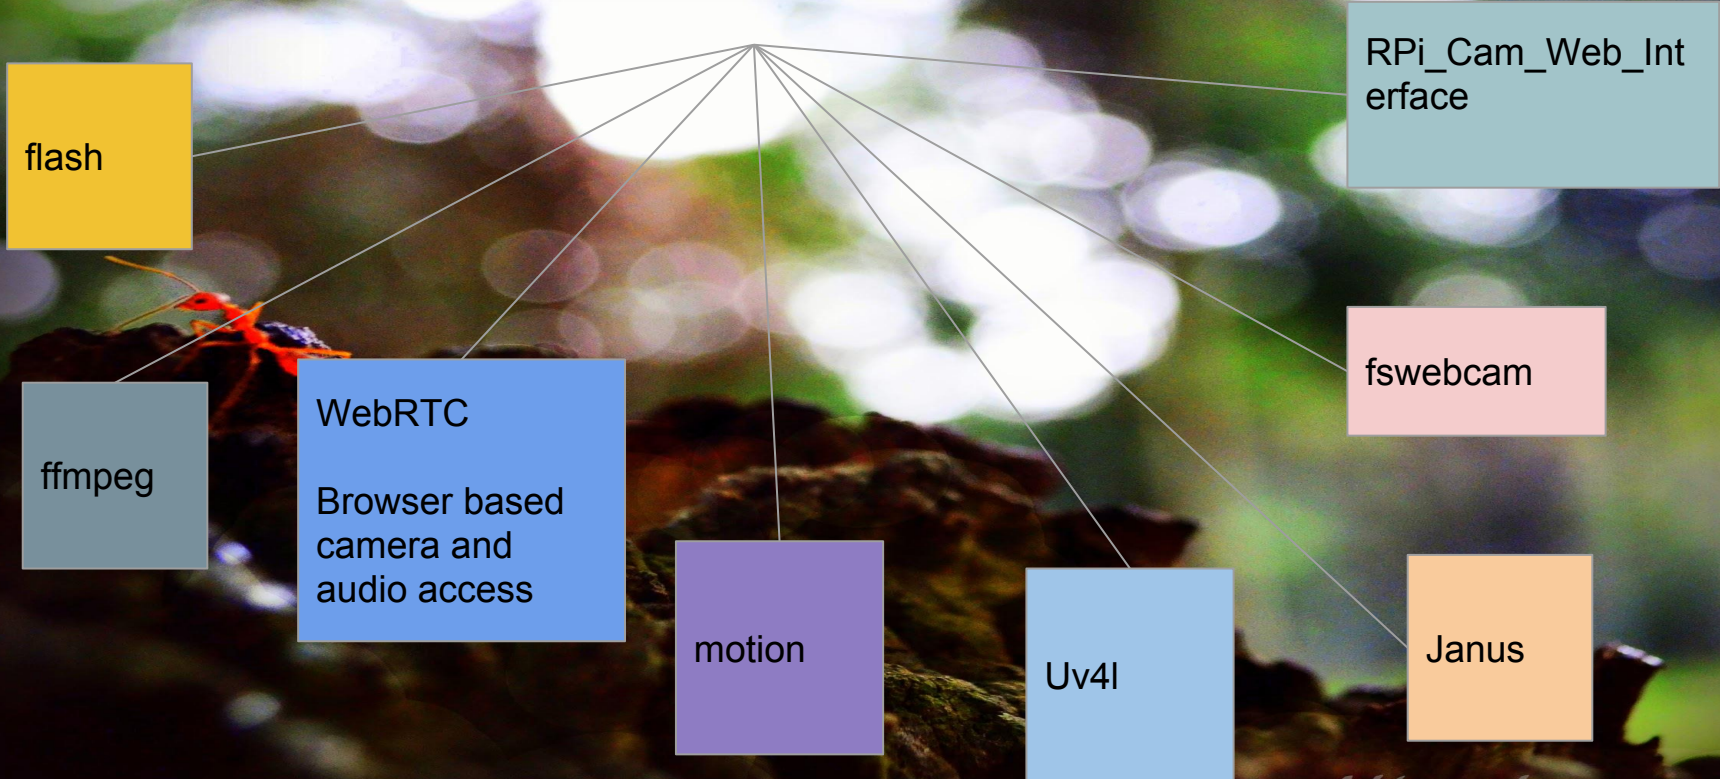 RPi_Cam_Web_Int
erface
flash
fswebcam
WebRTC
ffmpeg
Browser based
camera and
audio access
motion
Janus
Uv4l